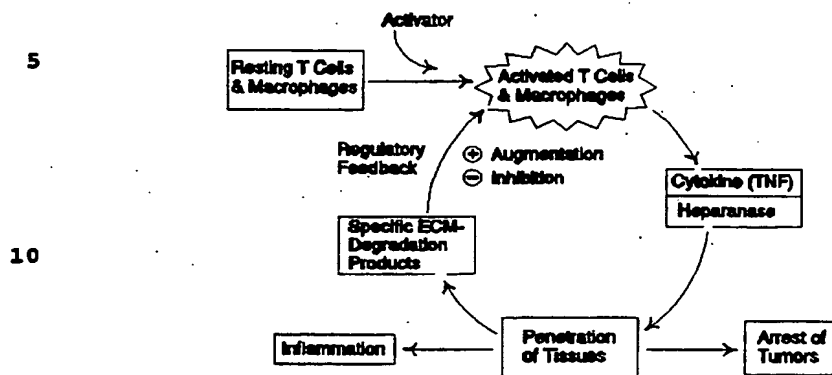 Activator
5
Resting T Cells
& Macrophages
Activated T Cells
& Macrophages
Regulatory
Feedback
⊕ Augmentation
⊖ Inhibition
Cytokine (TNF)
Heparanase
Specific ECM-
Degradation
Products
10
Inflammation
Penetration
of Tissues
Arrest of
Tumors